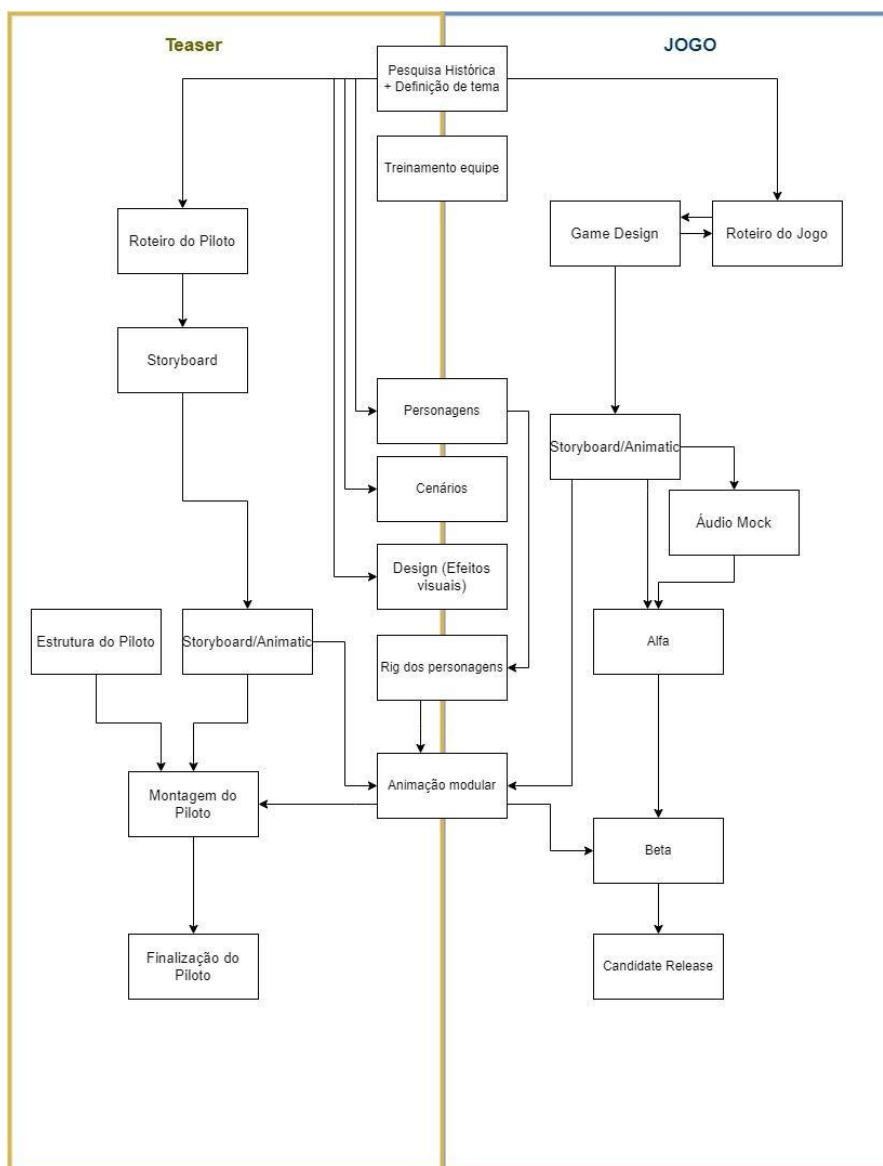 Teaser
JOGO
Pesquisa Histórica
+ Definição de tema
Treinamento equipe
Game Design
Roteiro do Jogo
Roteiro do Piloto
Storyboard
Personagens
Storyboard/Animatic
Cenários
Áudio Mock
Design (Efeitos
visuais)
Estrutura do Piloto
Storyboard/Animatic
Alfa
Rig dos personagens
Animação modular
Montagem do
Piloto
Beta
Finalização do
Piloto
Candidate Release